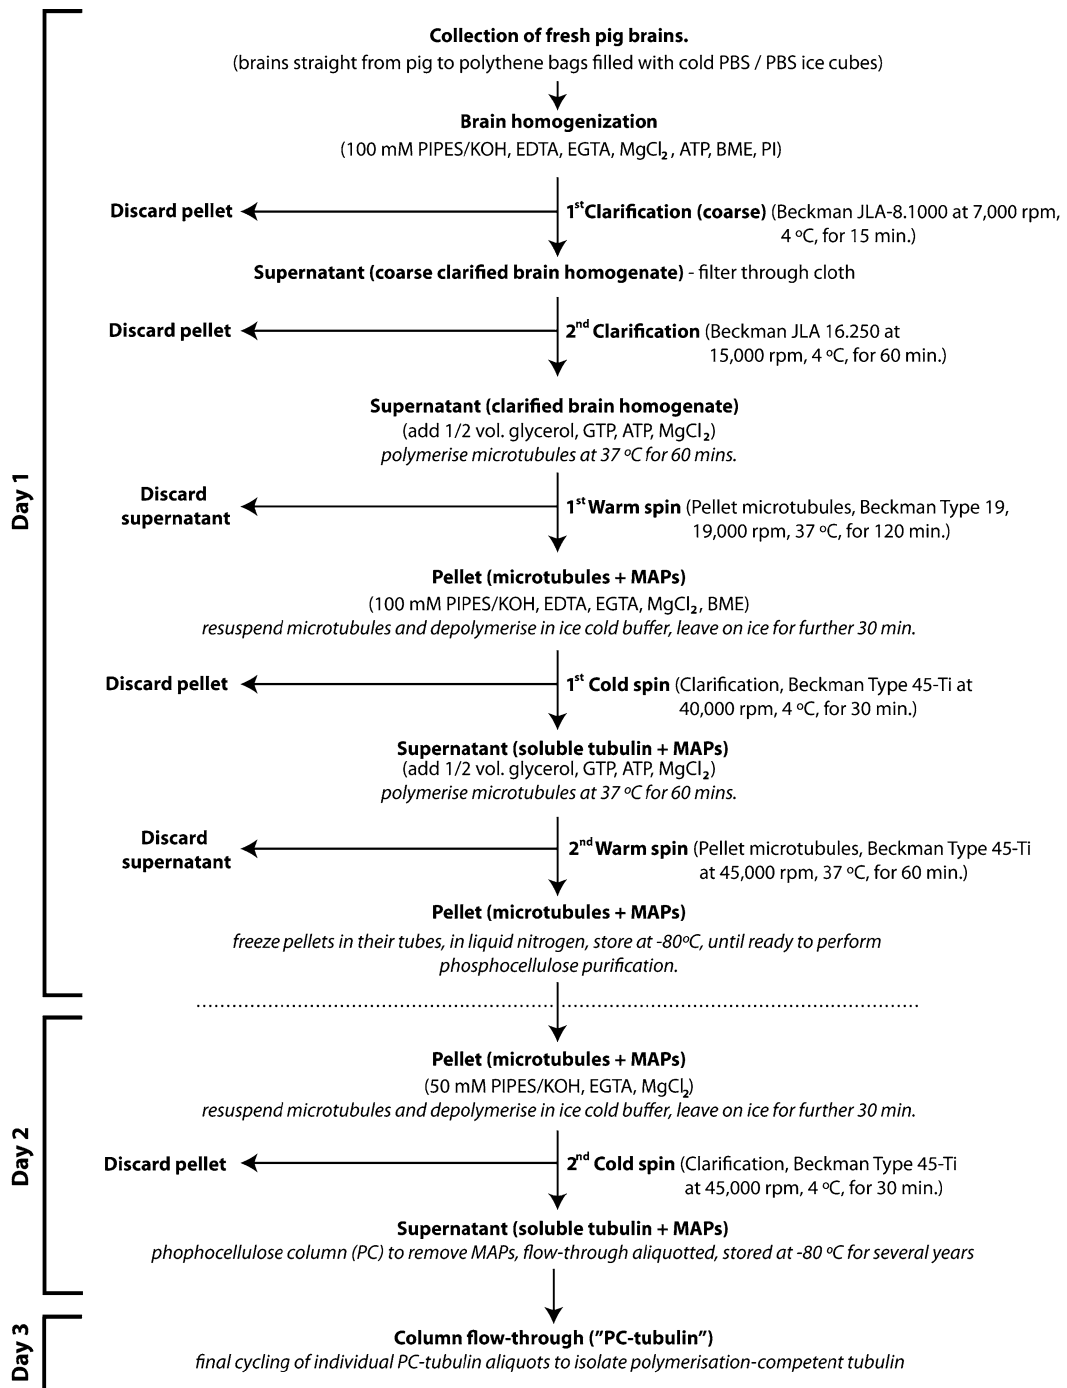 Collection of fresh pig brains.
(brains straight from pig to polythene bags filled with cold PBS / PBS ice cubes)
Brain homogenization
(100 mM PIPES/KOH, EDTA, EGTA, MgCl2 , ATP, BME, PI)
Discard pellet
1st Clarification (coarse) (Beckman JLA-8.1000 at 7,000 rpm,
4 ºC, for 15 min.)
Supernatant (coarse clarified brain homogenate) - filter through cloth
Discard pellet
2nd Clarification (Beckman JLA 16.250 at
15,000 rpm, 4 ºC, for 60 min.)
Supernatant (clarified brain homogenate)
(add 1/2 vol. glycerol, GTP, ATP, MgCl2)
polymerise microtubules at 37 ºC for 60 mins.
Day 1
Discard
supernatant
1st Warm spin (Pellet microtubules, Beckman Type 19,
19,000 rpm, 37 ºC, for 120 min.)
Pellet (microtubules + MAPs)
(100 mM PIPES/KOH, EDTA, EGTA, MgCl2, BME)
resuspend microtubules and depolymerise in ice cold buffer, leave on ice for further 30 min.
Discard pellet
1st Cold spin (Clarification, Beckman Type 45-Ti at
40,000 rpm, 4 ºC, for 30 min.)
Supernatant (soluble tubulin + MAPs)
(add 1/2 vol. glycerol, GTP, ATP, MgCl2)
polymerise microtubules at 37 ºC for 60 mins.
Discard
supernatant
2nd Warm spin (Pellet microtubules, Beckman Type 45-Ti
at 45,000 rpm, 37 ºC, for 60 min.)
Pellet (microtubules + MAPs)
freeze pellets in their tubes, in liquid nitrogen, store at -80ºC, until ready to perform
phosphocellulose purification.
Day 2
Pellet (microtubules + MAPs)
(50 mM PIPES/KOH, EGTA, MgCl2)
resuspend microtubules and depolymerise in ice cold buffer, leave on ice for further 30 min.
Discard pellet
2nd Cold spin (Clarification, Beckman Type 45-Ti
at 45,000 rpm, 4 ºC, for 30 min.)
Supernatant (soluble tubulin + MAPs)
phophocellulose column (PC) to remove MAPs, flow-through aliquotted, stored at -80 ºC for several years
Day 3
Column flow-through ("PC-tubulin")
final cycling of individual PC-tubulin aliquots to isolate polymerisation-competent tubulin